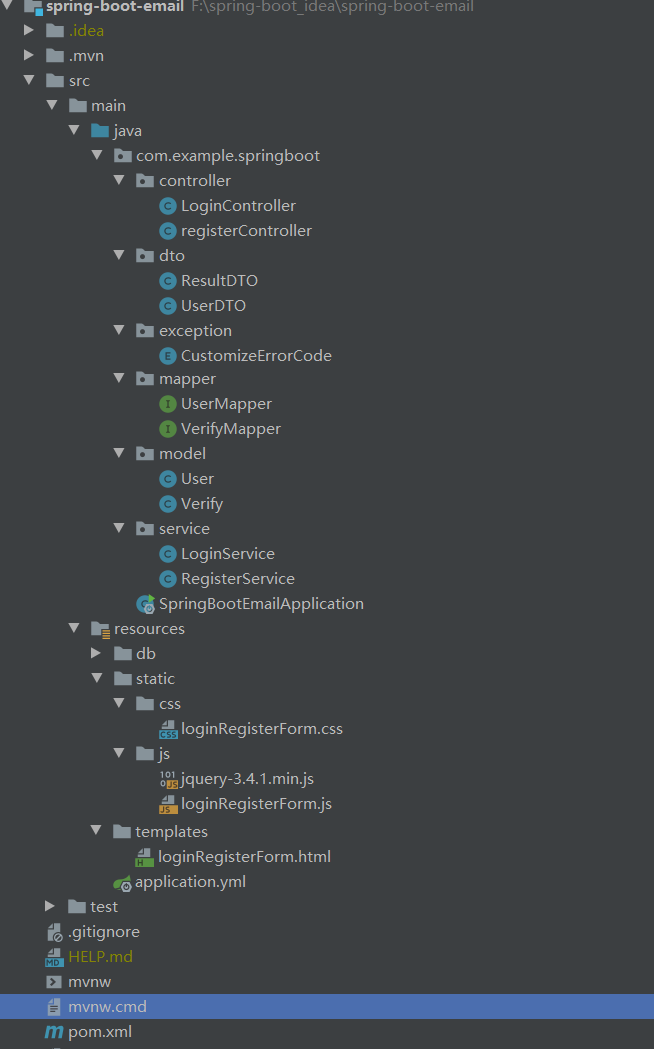 spring-boot-email F:\spring-boot_idea\spring-boot-email
.idea
.mvn
src
main
java
com.example.springboot
controller
LoginController
registerController
dto
ResultDTO
UserDTO
exception
CustomizeErrorCode
mapper
UserMapper
VerifyMapper
model
User
Verify
service
LoginService
RegisterService
SpringBootEmailApplication
resources
db
static
css
loginRegisterForm.css
js
jquery-3.4.1.min.js
loginRegisterForm.js
templates
loginRegisterForm.html
application.yml
test
.gitignore
HELP.md
mvnw
mvnw.cmd
pom.xml